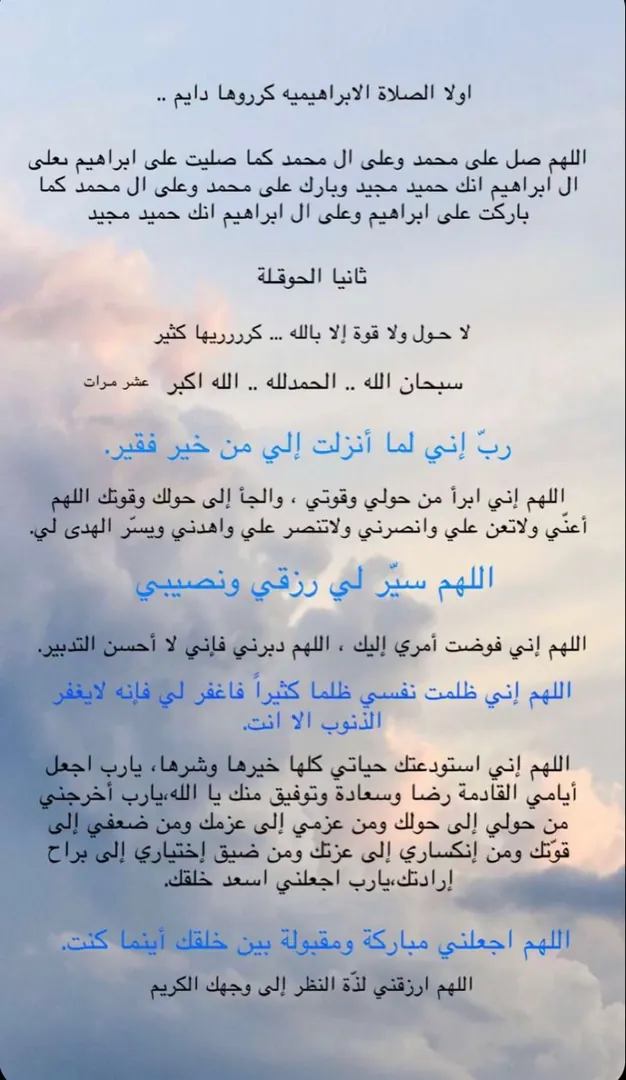 اولا الصلاة الابراهيميه كرروها دايم ..
اللهم صل على محمد وعلى ال محمد كما صليت على ابراهيم ىعلى
ال ابراهيم انك حميد مجيد وبارك على محمد وعلى ال محمد كما
باركت على ابراهيم وعلى ال ابراهيم انك حميد مجيد
ثانيا الحوقلة
لا حول ولا قوة إلا بالله ... كررريها كثير
سبحان الله .. الحمدلله .. الله اكبر عشر مرات
ربّ إني لما أنزلت إلي من خير فقير.
اللهم إني ابرأ من حولي وقوتي ، والجأ إلى حولك وقوتك اللهم
أعنّي ولاتعن علي وانصرني ولاتنصر علي واهدني ويسّر الهدى لي.
اللهم سيّر لي رزقي ونصيبي
اللهم إني فوضت أمري إليك ، اللهم دبرني فإني لا أحسن التدبير.
اللهم إني ظلمت نفسي ظلما كثيراً فاغفر لي فإنه لايغفر
الذنوب الا انت.
اللهم إني استودعتك حياتي كلها خيرها وشرها، يارب اجعل
أيامي القادمة رضا وسعادة وتوفيق منك يا الله،يارب أخرجني
من حولي إلى حولك ومن عزمي إلى عزمك ومن ضعفي إلى
قوّتك ومن إنكساري إلى عزتك ومن ضيق إختياري إلى براح
إرادتك،يارب اجعلني اسعد خلقك.
اللهم اجعلني مباركة ومقبولة بين خلقك أينما كنت.
اللهم ارزقني لذّة النظر إلى وجهك الكريم